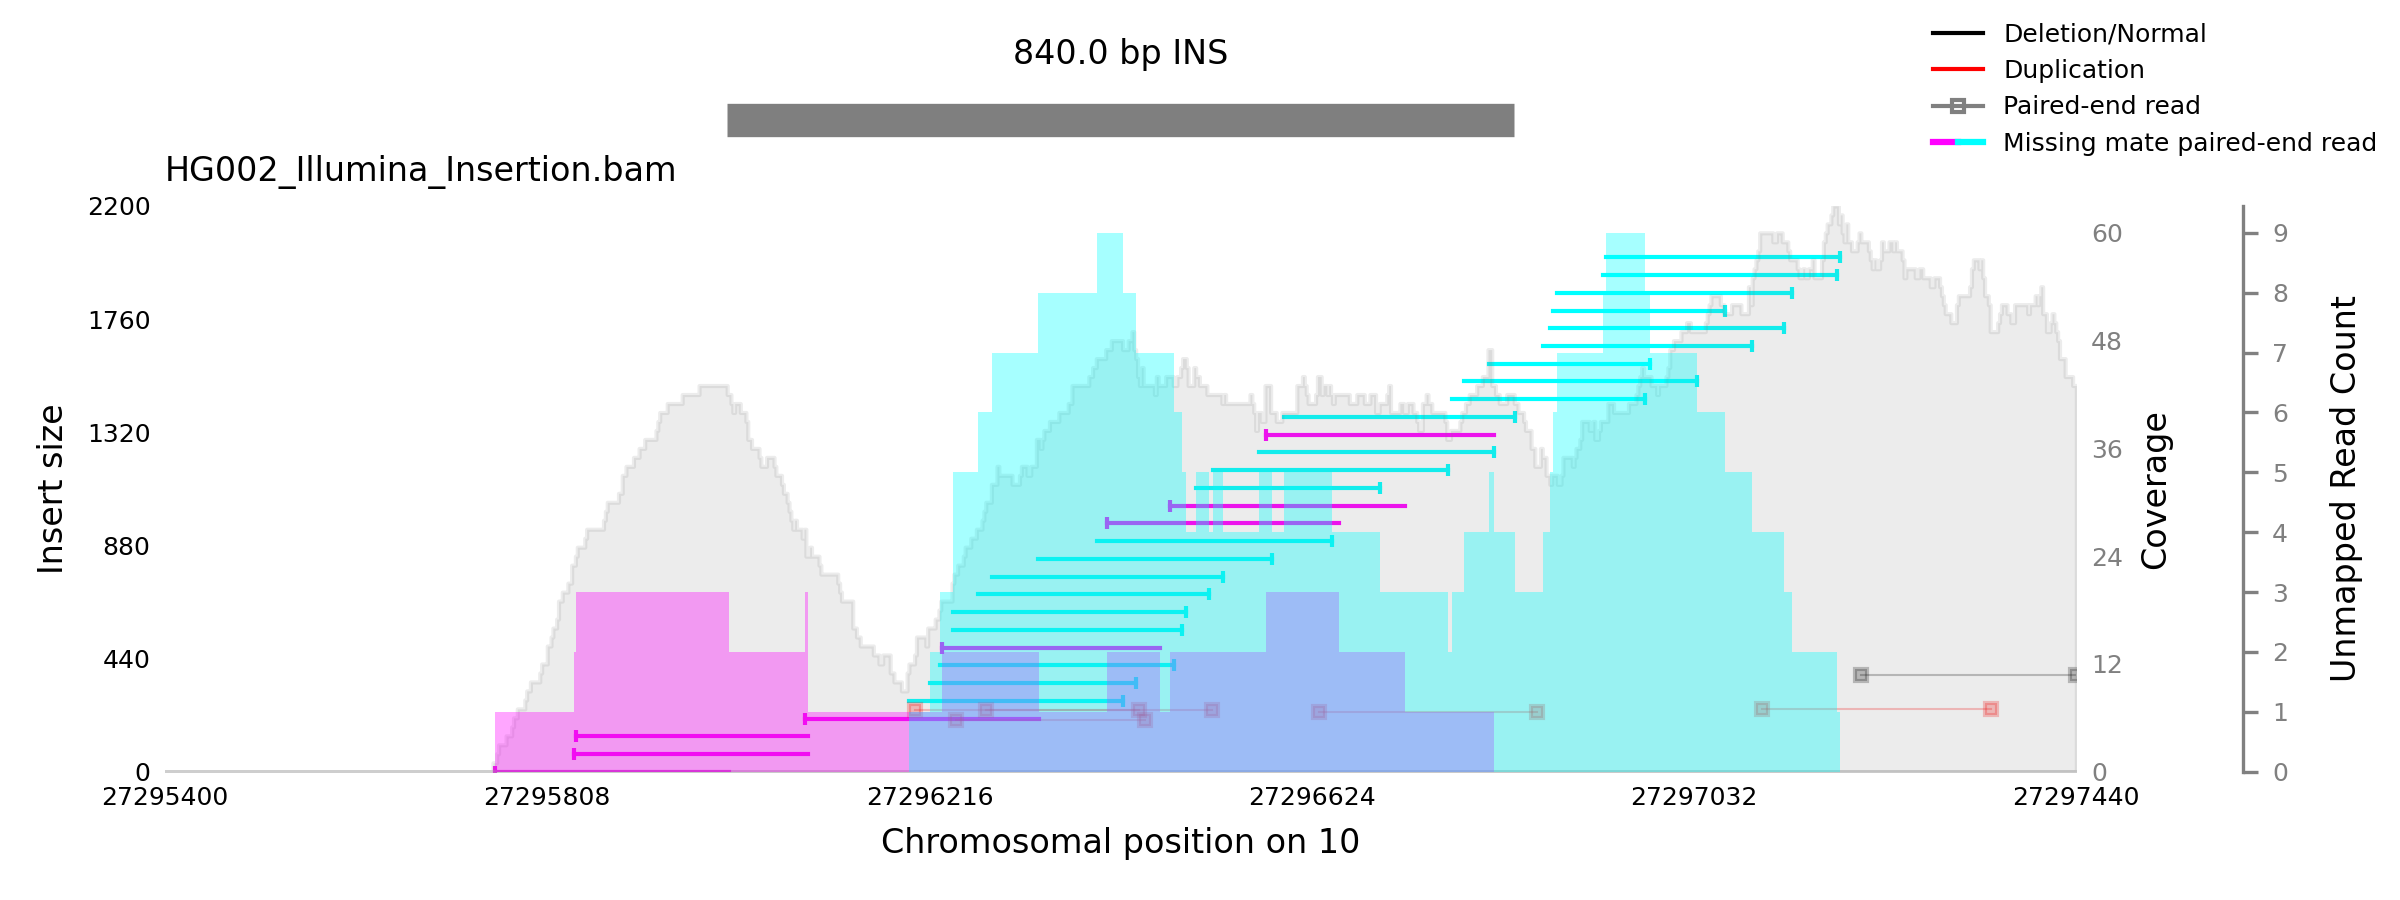 Deletion/Normal
Duplication
Paired-end read
Missing mate paired-end read
840.0 bp INS
HG002_Illumina_Insertion.bam
2200
1760
1320
880
440
0
Insert size
60
48
36
24
12
0
Coverage
9
8
7
6
5
4
3
2
1
0
Unmapped Read Count
27295400 27295808 27296216 27296624 27297032 27297440
Chromosomal position on 10